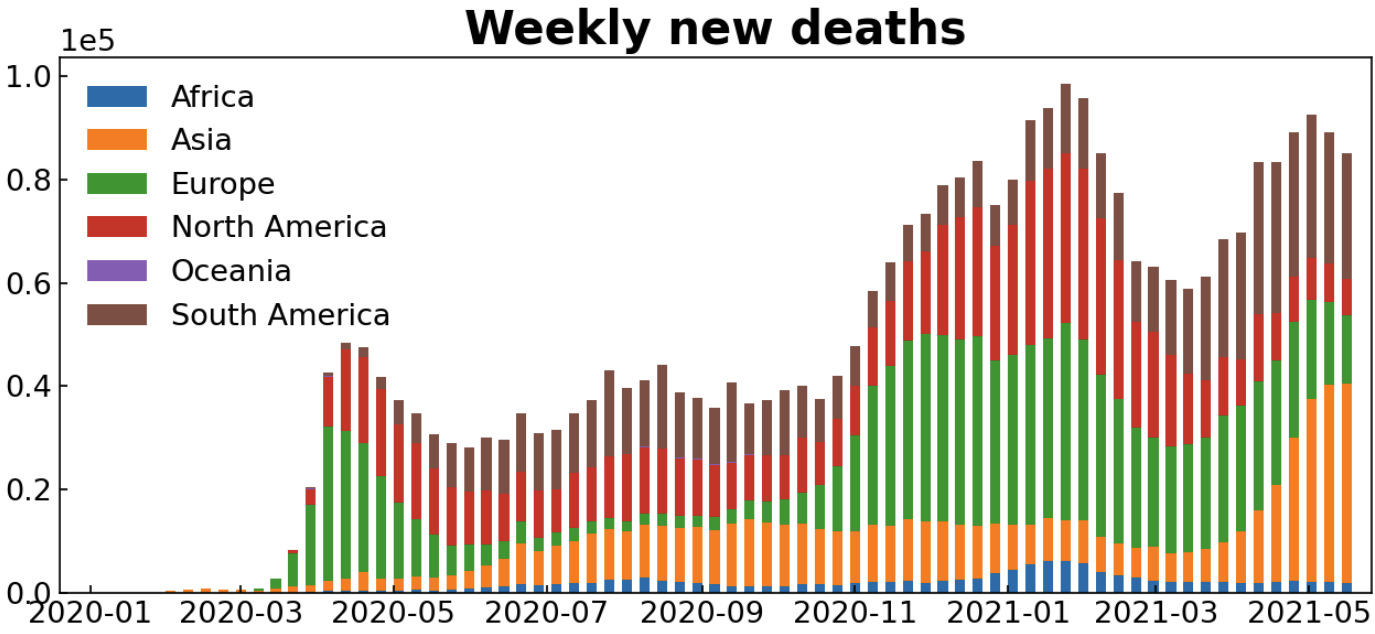 Weekly new deaths
1e5
1.0
0.8
0.6
0.4
0.2
0.0
Africa
Asia
Europe
North America
Oceania
South America
2020-01 2020-03 2020-05 2020-07 2020-09 2020-11 2021-01 2021-03 2021-05